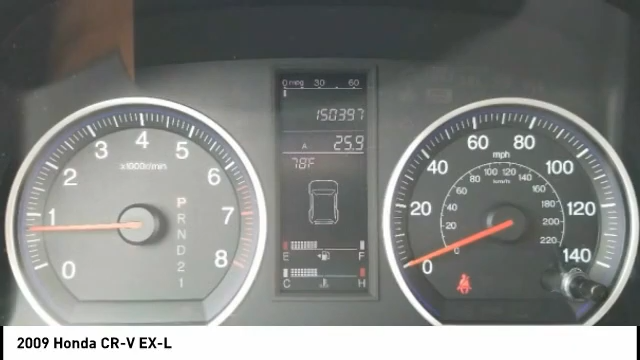 0 mpg 30 60
150397
A 25.9
78F
0 1 2 3 4 5 6 7 8
x1000r/min
P
R
N
D
2
1
E F
C H
0 20 40 60 80 100 120 140
mph
0 20 40 60 80 100 120 140 160 180 200 220
km/h
2009 Honda CR-V EX-L